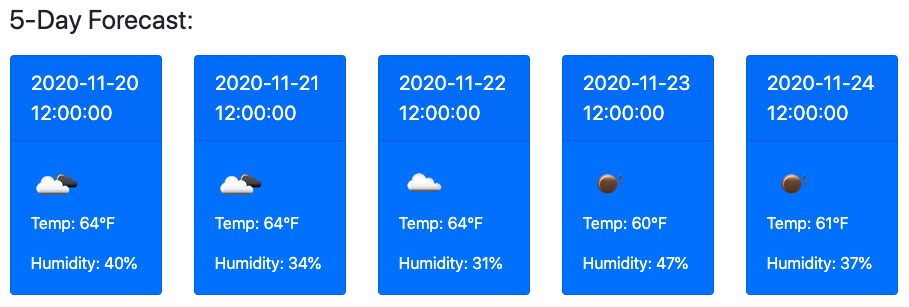 5-Day Forecast:
2020-11-20
12:00:00
Temp: 64°F
Humidity: 40%
2020-11-21
12:00:00
Temp: 64°F
Humidity: 34%
2020-11-22
12:00:00
Temp: 64°F
Humidity: 31%
2020-11-23
12:00:00
Temp: 60°F
Humidity: 47%
2020-11-24
12:00:00
Temp: 61°F
Humidity: 37%